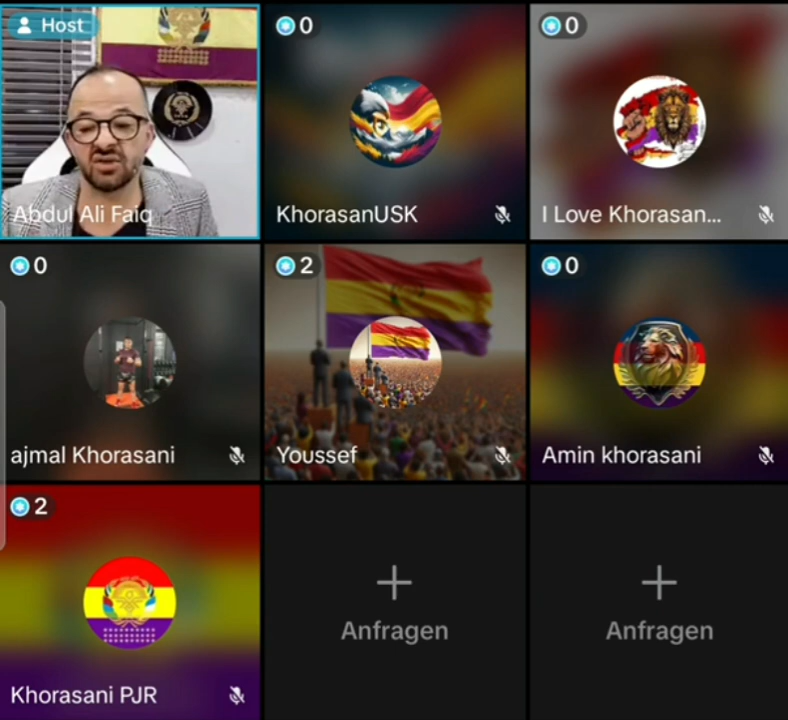 Host
Abdul Ali Faiq
0
KhorasanUSK
0
I Love Khorasan...
0
ajmal Khorasani
2
Youssef
0
Amin khorasani
2
Khorasani PJR
Anfragen
Anfragen